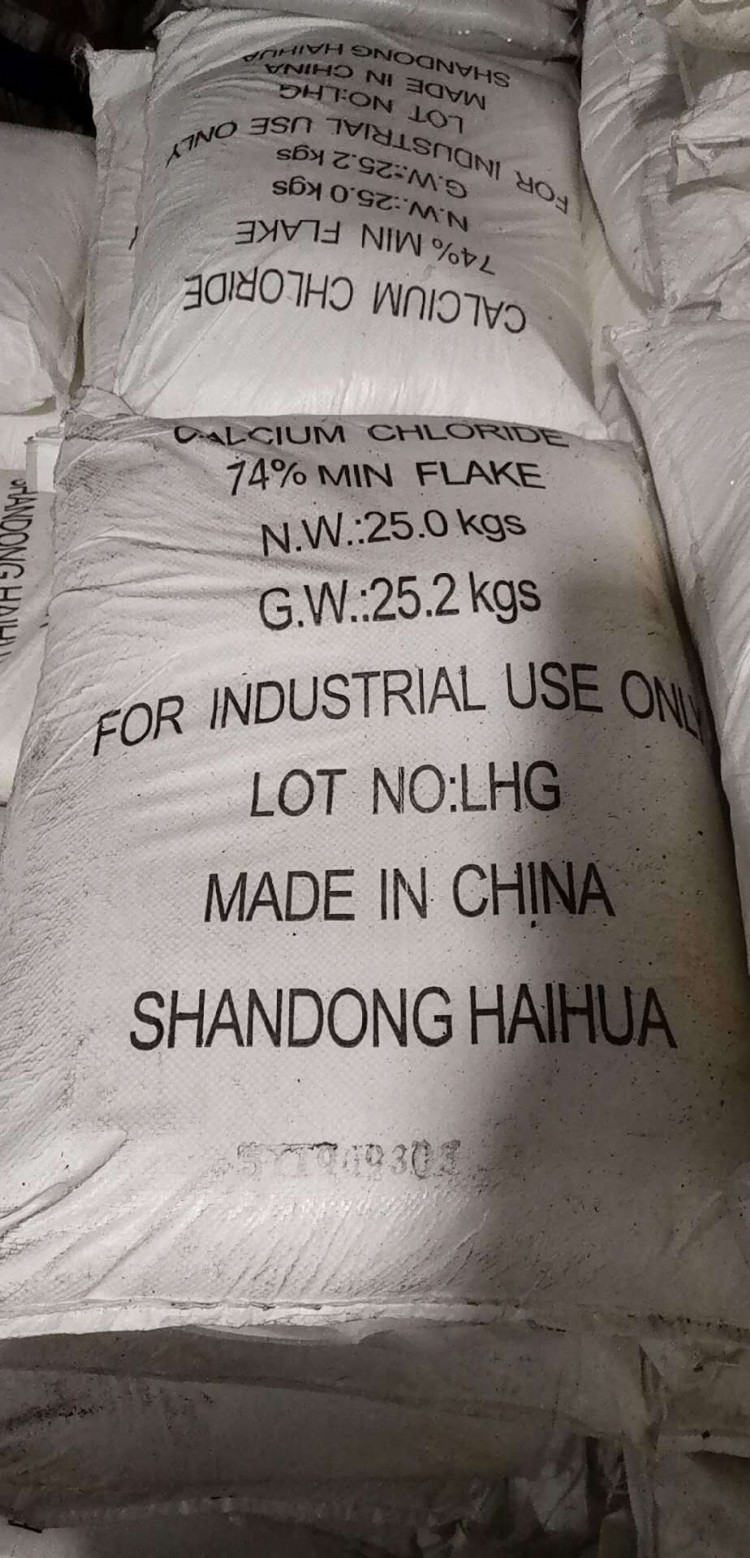 SHANDONG HAIHUA
MADE IN CHINA
LOT NO:LHG
FOR INDUSTRIAL USE ONLY
G.W.:25.2 kgs
N.W.:25.0 kgs
74% MIN FLAKE
CALCIUM CHLORIDE
CALCIUM CHLORIDE
74% MIN FLAKE
N.W.:25.0 kgs
G.W.:25.2 kgs
FOR INDUSTRIAL USE ONLY
LOT NO:LHG
MADE IN CHINA
SHANDONG HAIHUA
SHANDONG HAIHU